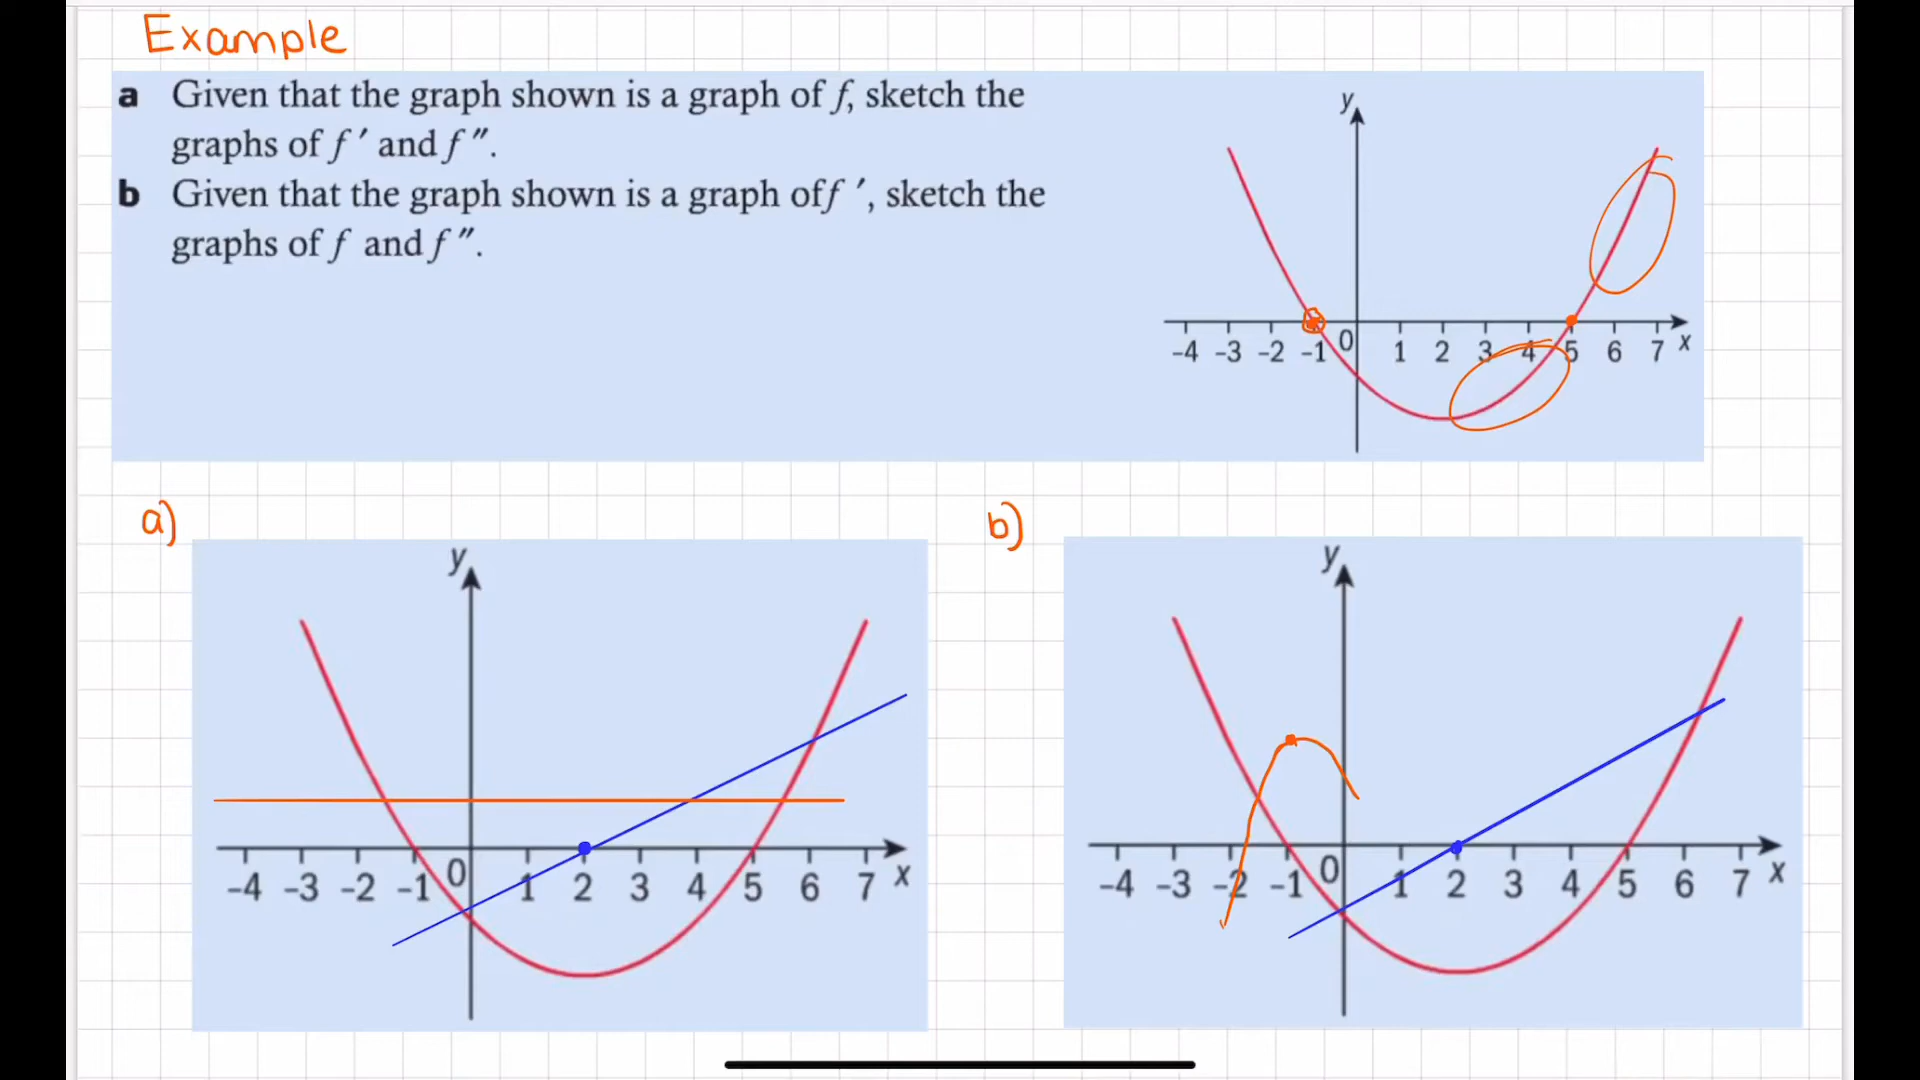 Example
a Given that the graph shown is a graph of f, sketch the
graphs of f ′ and f ″.
b Given that the graph shown is a graph off ′, sketch the
graphs of f and f ″.
y
-4 -3 -2 -1 0 1 2 3 4 5 6 7 x
a)
y
-4 -3 -2 -1 0 1 2 3 4 5 6 7 x
b)
y
-4 -3 -2 -1 0 1 2 3 4 5 6 7 x